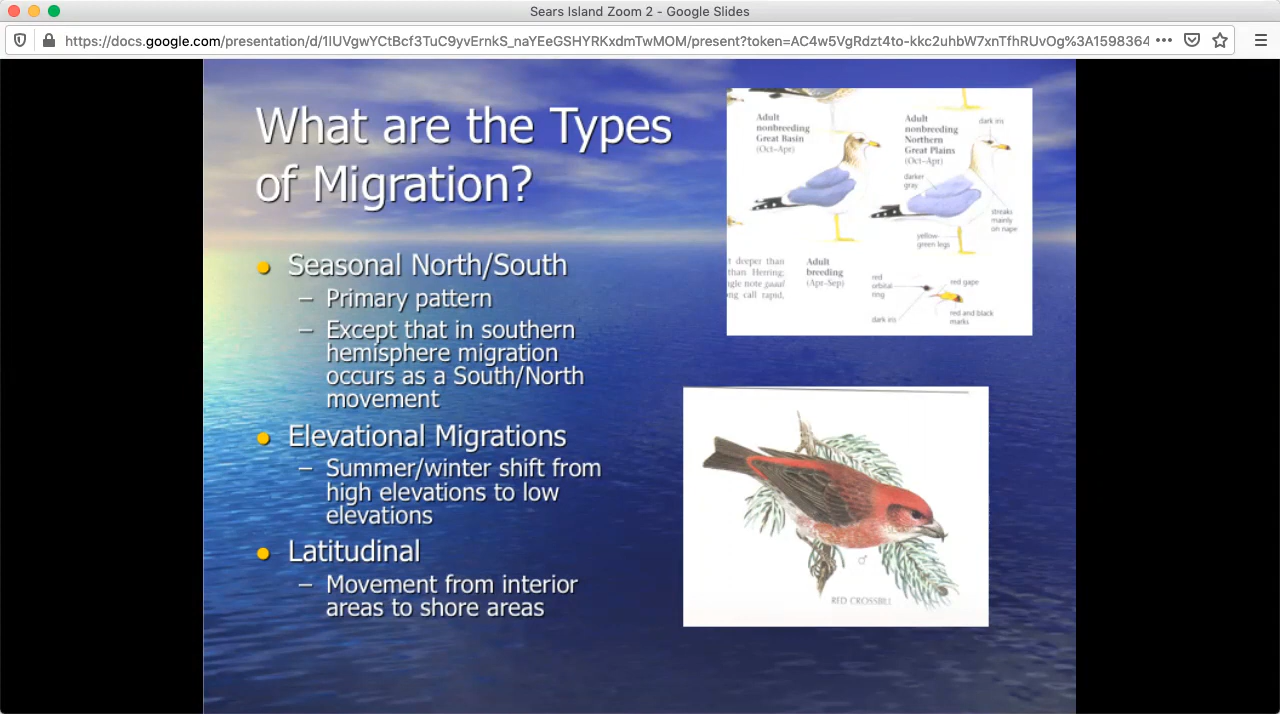 Sears Island Zoom 2 - Google Slides
https://docs.google.com/presentation/d/1IUVgwYCtBcf3TuC9yvErnkS_naYEeGSHYRKxdmTwMOM/present?token=AC4w5VgRdzt4to-kkc2uhbW7xnTfhRUvOg%3A1598364
What are the Types
of Migration?
Seasonal North/South
– Primary pattern
– Except that in southern
hemisphere migration
occurs as a South/North
movement
Elevational Migrations
– Summer/winter shift from
high elevations to low
elevations
Latitudinal
– Movement from interior
areas to shore areas
Adult
nonbreeding
Great Basin
(Oct–Apr)
Adult
nonbreeding
Northern
Great Plains
(Oct–Apr)
dark iris
darker
gray
streaks
mainly
on nape
yellow-
green legs
t deeper than
than Herring;
gle note gaaal
ng call rapid,
Adult
breeding
(Apr–Sep)
red
orbital
ring
dark iris
red gape
red and black
marks
♂
RED CROSSBILL